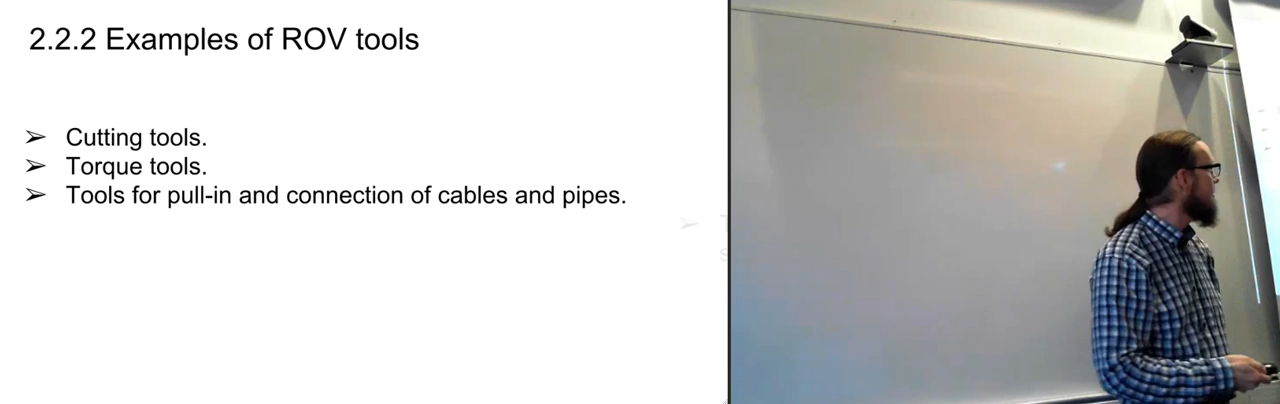 2.2.2 Examples of ROV tools
➢ Cutting tools.
➢ Torque tools.
➢ Tools for pull-in and connection of cables and pipes.